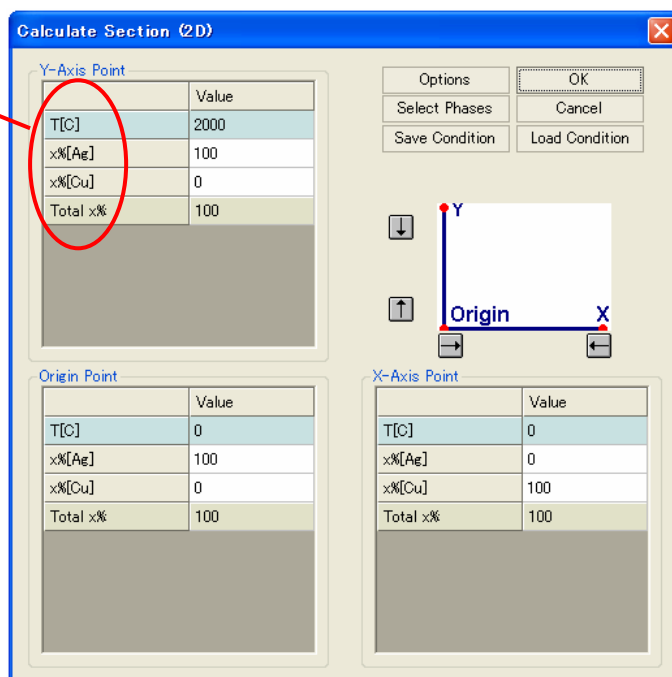 Calculate Section (2D)
Y-Axis Point
Value
T[C] 2000
x%[Ag] 100
x%[Cu] 0
Total x% 100
Options OK
Select Phases Cancel
Save Condition Load Condition
Y
Origin X
Origin Point
Value
T[C] 0
x%[Ag] 100
x%[Cu] 0
Total x% 100
X-Axis Point
Value
T[C] 0
x%[Ag] 0
x%[Cu] 100
Total x% 100